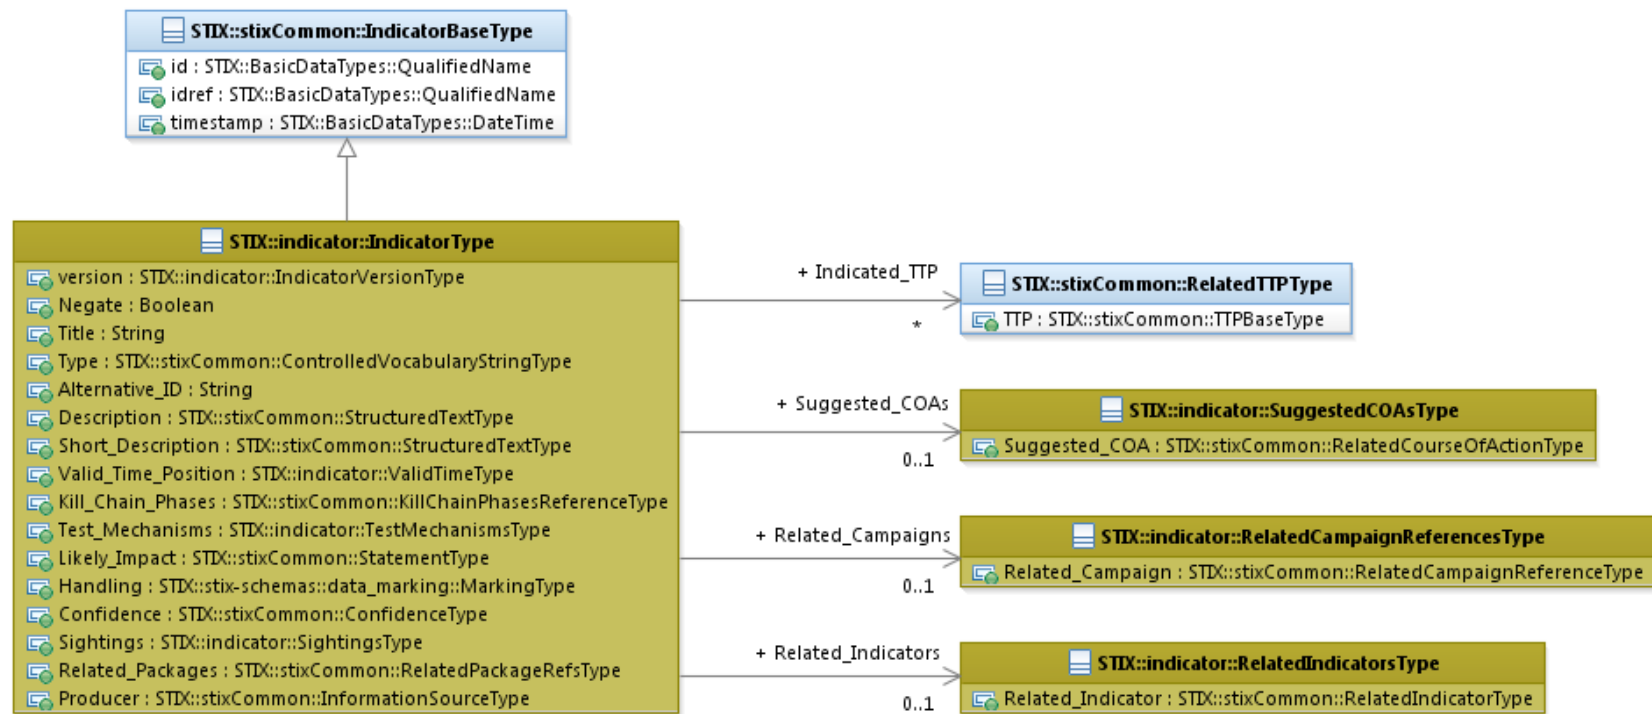 STIX::stixCommon::IndicatorBaseType
id : STIX::BasicDataTypes::QualifiedName
idref : STIX::BasicDataTypes::QualifiedName
timestamp : STIX::BasicDataTypes::DateTime
STIX::indicator::IndicatorType
version : STIX::indicator::IndicatorVersionType
Negate : Boolean
Title : String
Type : STIX::stixCommon::ControlledVocabularyStringType
Alternative_ID : String
Description : STIX::stixCommon::StructuredTextType
Short_Description : STIX::stixCommon::StructuredTextType
Valid_Time_Position : STIX::indicator::ValidTimeType
Kill_Chain_Phases : STIX::stixCommon::KillChainPhasesReferenceType
Test_Mechanisms : STIX::indicator::TestMechanismsType
Likely_Impact : STIX::stixCommon::StatementType
Handling : STIX::stix-schemas::data_marking::MarkingType
Confidence : STIX::stixCommon::ConfidenceType
Sightings : STIX::indicator::SightingsType
Related_Packages : STIX::stixCommon::RelatedPackageRefsType
Producer : STIX::stixCommon::InformationSourceType
+ Indicated_TTP
*
STIX::stixCommon::RelatedTTPType
TTP : STIX::stixCommon::TTPBaseType
+ Suggested_COAs
0..1
STIX::indicator::SuggestedCOAsType
Suggested_COA : STIX::stixCommon::RelatedCourseOfActionType
+ Related_Campaigns
0..1
STIX::indicator::RelatedCampaignReferencesType
Related_Campaign : STIX::stixCommon::RelatedCampaignReferenceType
+ Related_Indicators
0..1
STIX::indicator::RelatedIndicatorsType
Related_Indicator : STIX::stixCommon::RelatedIndicatorType